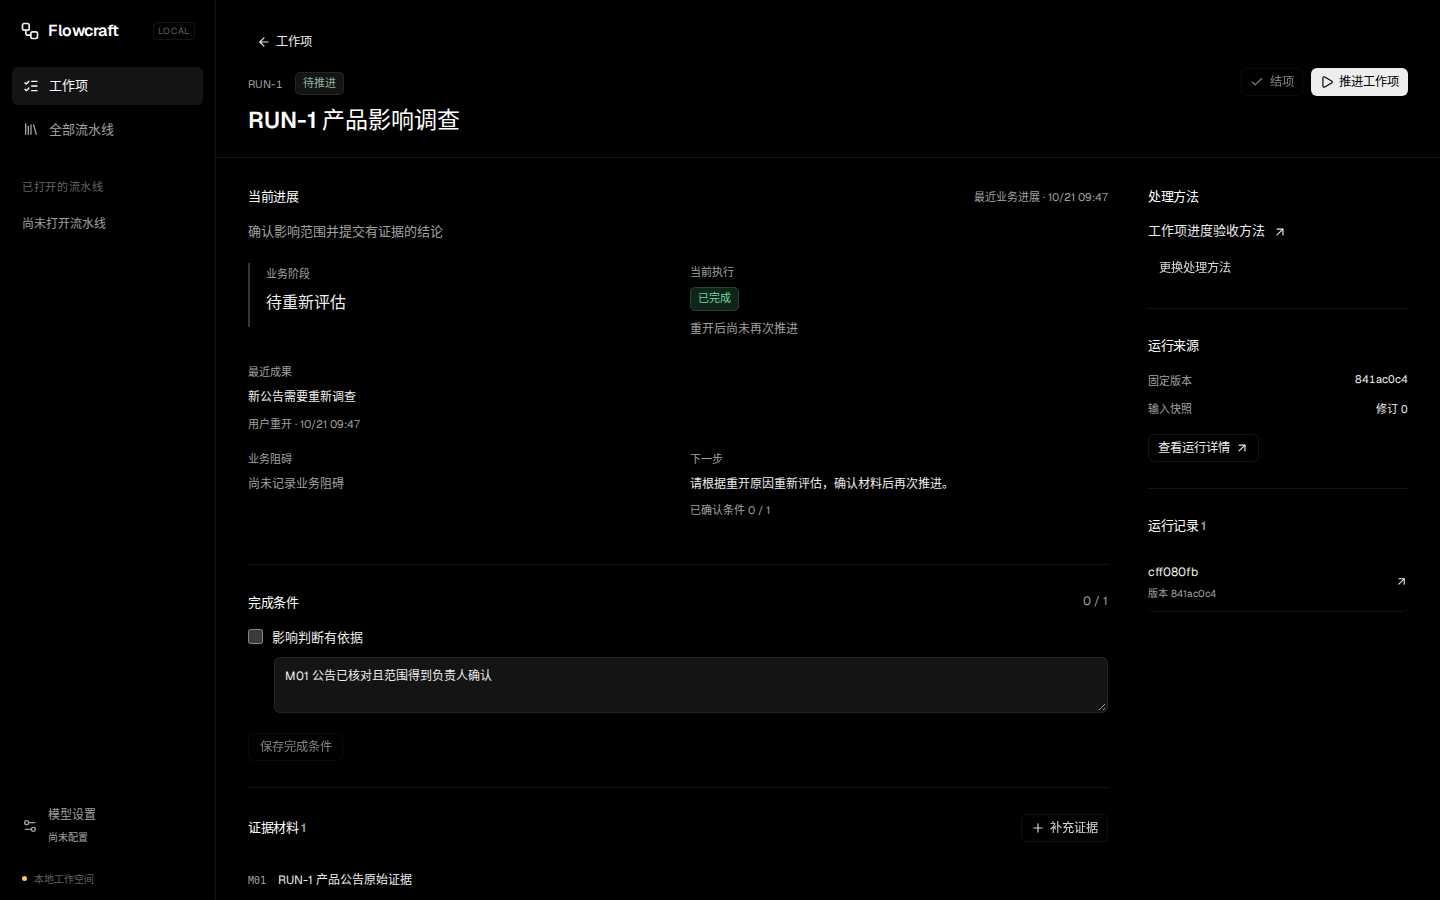 Flowcraft
LOCAL
工作项
全部流水线
已打开的流水线
尚未打开流水线
模型设置
尚未配置
本地工作空间
工作项
RUN-1
待推进
RUN-1 产品影响调查
结项
推进工作项
当前进展
最近业务进展 · 10/21 09:47
确认影响范围并提交有证据的结论
业务阶段
待重新评估
当前执行
已完成
重开后尚未再次推进
最近成果
新公告需要重新调查
用户重开 · 10/21 09:47
业务阻碍
尚未记录业务阻碍
下一步
请根据重开原因重新评估，确认材料后再次推进。
已确认条件 0 / 1
完成条件
0 / 1
影响判断有依据
M01 公告已核对且范围得到负责人确认
保存完成条件
证据材料 1
补充证据
M01 RUN-1 产品公告原始证据
处理方法
工作项进度验收方法
更换处理方法
运行来源
固定版本
841ac0c4
输入快照
修订 0
查看运行详情
运行记录 1
cff080fb
版本 841ac0c4